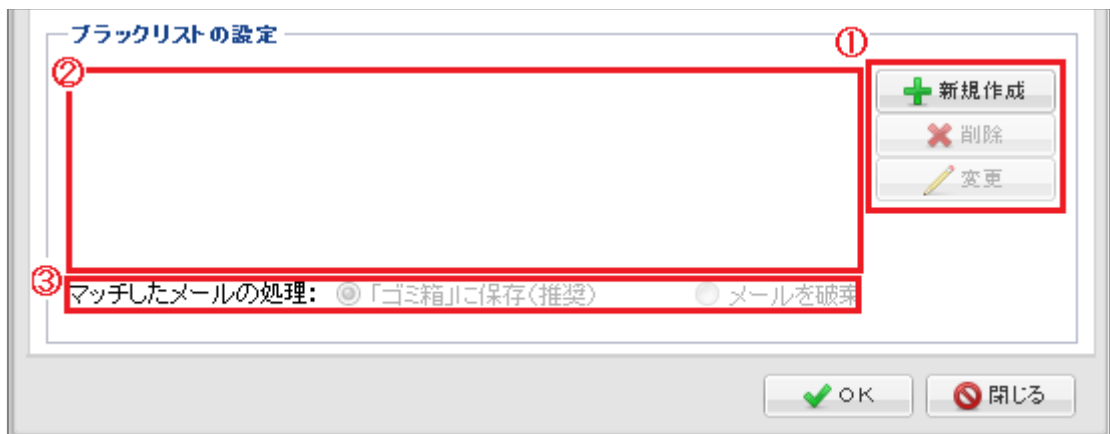 ブラックリストの設定
①
②
新規作成
削除
変更
③
マッチしたメールの処理: 「ゴミ箱」に保存(推奨) メールを破棄
OK 閉じる